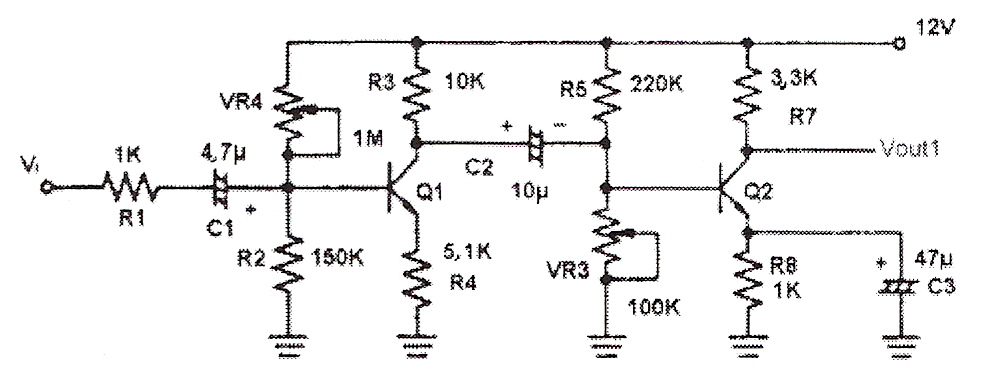 12V
R3
10K
R5
220K
3,3K
R7
VR4
1M
+
−
C2
10µ
Vout1
Vi
1K
R1
4,7µ
+
C1
Q1
Q2
R2
150K
5,1K
R4
VR3
100K
R8
1K
+
47µ
C3